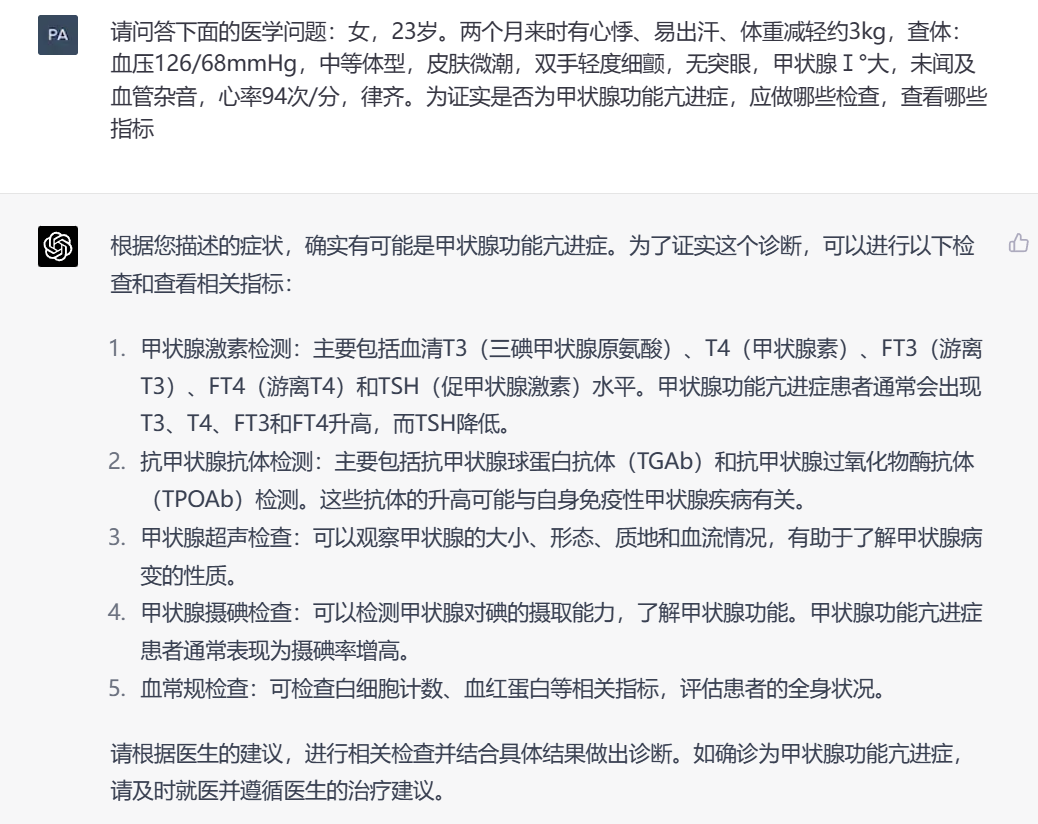 PA
请问答下面的医学问题：女，23岁。两个月来时有心悸、易出汗、体重减轻约3kg，查体：
血压126/68mmHg，中等体型，皮肤微潮，双手轻度细颤，无突眼，甲状腺Ⅰ°大，未闻及
血管杂音，心率94次/分，律齐。为证实是否为甲状腺功能亢进症，应做哪些检查，查看哪些
指标
根据您描述的症状，确实有可能是甲状腺功能亢进症。为了证实这个诊断，可以进行以下检
查和查看相关指标：
1. 甲状腺激素检测：主要包括血清T3（三碘甲状腺原氨酸）、T4（甲状腺素）、FT3（游离
T3）、FT4（游离T4）和TSH（促甲状腺激素）水平。甲状腺功能亢进症患者通常会出现
T3、T4、FT3和FT4升高，而TSH降低。
2. 抗甲状腺抗体检测：主要包括抗甲状腺球蛋白抗体（TGAb）和抗甲状腺过氧化物酶抗体
（TPOAb）检测。这些抗体的升高可能与自身免疫性甲状腺疾病有关。
3. 甲状腺超声检查：可以观察甲状腺的大小、形态、质地和血流情况，有助于了解甲状腺病
变的性质。
4. 甲状腺摄碘检查：可以检测甲状腺对碘的摄取能力，了解甲状腺功能。甲状腺功能亢进症
患者通常表现为摄碘率增高。
5. 血常规检查：可检查白细胞计数、血红蛋白等相关指标，评估患者的全身状况。
请根据医生的建议，进行相关检查并结合具体结果做出诊断。如确诊为甲状腺功能亢进症，
请及时就医并遵循医生的治疗建议。